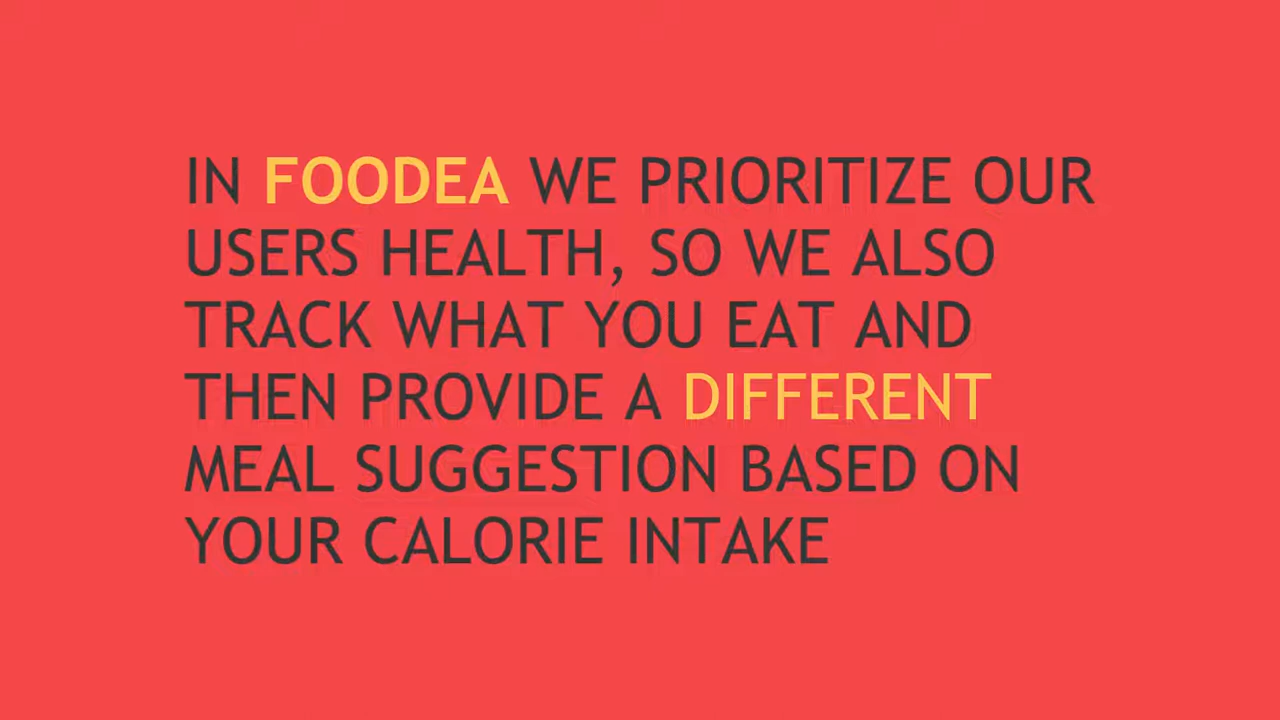 IN FOODEA WE PRIORITIZE OUR
USERS HEALTH, SO WE ALSO
TRACK WHAT YOU EAT AND
THEN PROVIDE A DIFFERENT
MEAL SUGGESTION BASED ON
YOUR CALORIE INTAKE